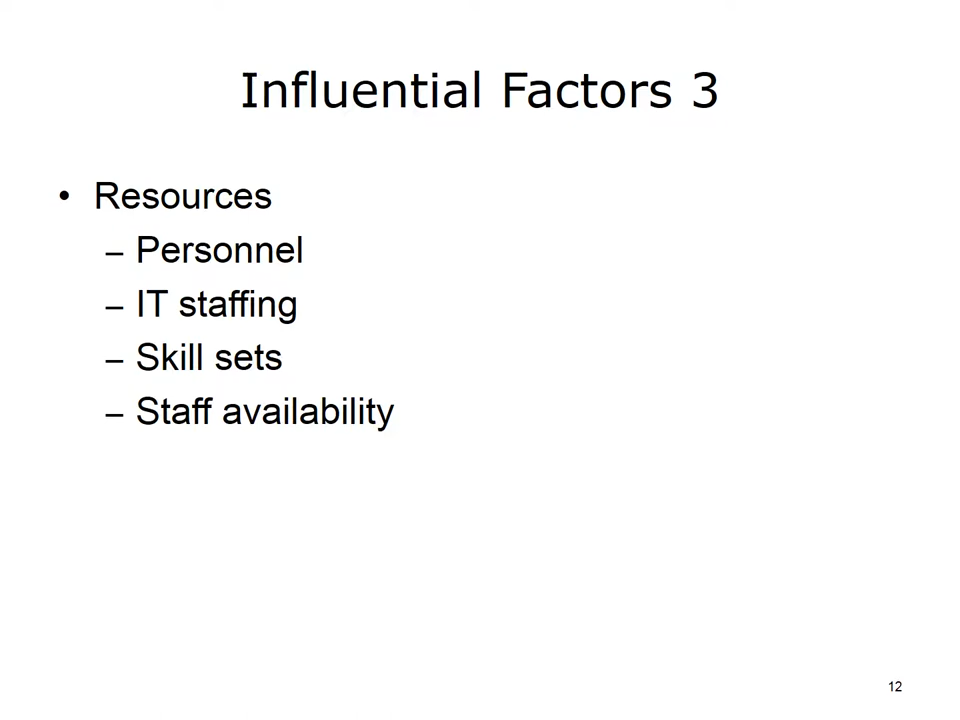 Influential Factors 3
• Resources
– Personnel
– IT staffing
– Skill sets
– Staff availability
12